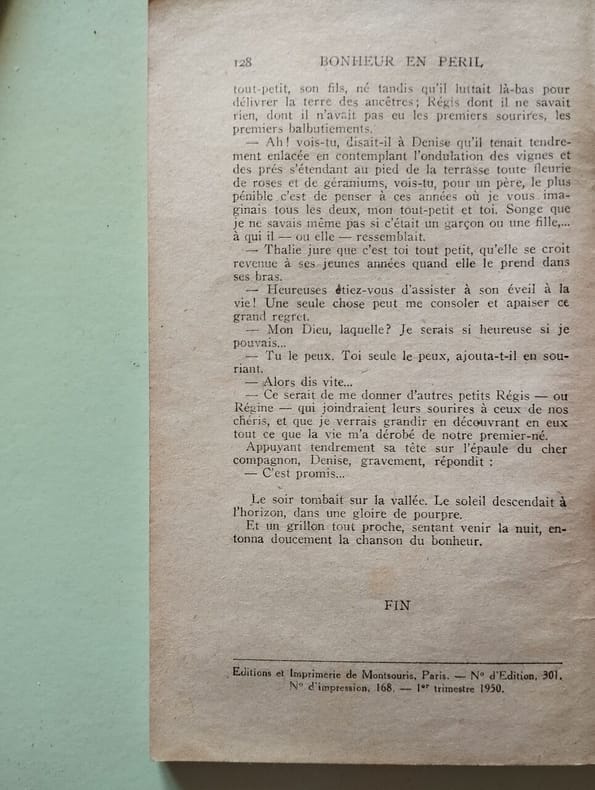 128 BONHEUR EN PERIL
tout-petit, son fils, né tandis qu'il luttait là-bas pour
délivrer la terre des ancêtres; Régis dont il ne savait
rien, dont il n'avait pas eu les premiers sourires, les
premiers balbutiements.
— Ah! vois-tu, disait-il à Denise qu'il tenait tendre-
ment enlacée en contemplant l'ondulation des vignes et
des prés s'étendant au pied de la terrasse toute fleurie
de roses et de géraniums, vois-tu, pour un père, le plus
pénible c'est de penser à ces années où je vous ima-
ginais tous les deux, mon tout-petit et toi. Songe que
je ne savais même pas si c'était un garçon ou une fille,...
à qui il — ou elle — ressemblait.
— Thalie jure que c'est toi tout petit, qu'elle se croit
revenue à ses jeunes années quand elle le prend dans
ses bras.
— Heureuses étiez-vous d'assister à son éveil à la
vie! Une seule chose peut me consoler et apaiser ce
grand regret.
— Mon Dieu, laquelle? Je serais si heureuse si je
pouvais...
— Tu le peux. Toi seule le peux, ajouta-t-il en sou-
riant.
— Alors dis vite...
— Ce serait de me donner d'autres petits Régis — ou
Régine — qui joindraient leurs sourires à ceux de nos
chéris, et que je verrais grandir en découvrant en eux
tout ce que la vie m'a dérobé de notre premier-né.
Appuyant tendrement sa tête sur l'épaule du cher
compagnon, Denise, gravement, répondit :
— C'est promis...
Le soir tombait sur la vallée. Le soleil descendait à
l'horizon, dans une gloire de pourpre.
Et un grillon tout proche, sentant venir la nuit, en-
tonna doucement la chanson du bonheur.
FIN
Editions et Imprimerie de Montsouris, Paris. — N° d'Edition, 301.
N° d'impression, 168. — 1er trimestre 1950.